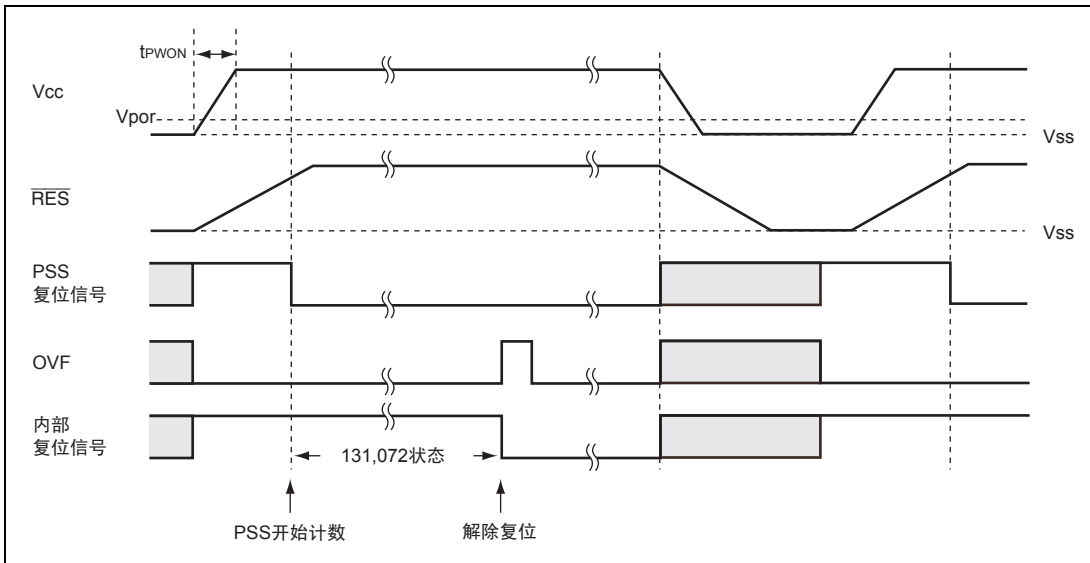 tPWON
Vcc
Vpor
Vss
RES
Vss
PSS
复位信号
OVF
内部
复位信号
131,072状态
PSS开始计数
解除复位